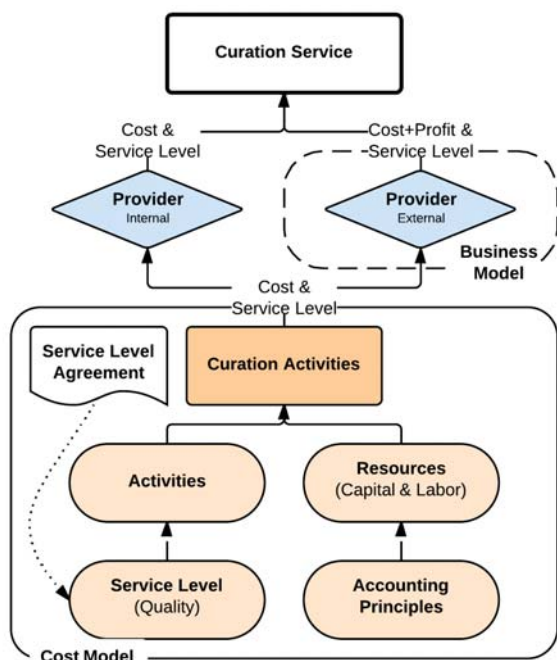 Curation Service
Cost &
Service Level
Cost+Profit &
Service Level
Provider
Internal
Provider
External
Business
Model
Cost &
Service Level
Service Level
Agreement
Curation Activities
Activities
Resources
(Capital & Labor)
Service Level
(Quality)
Accounting
Principles
Cost Model